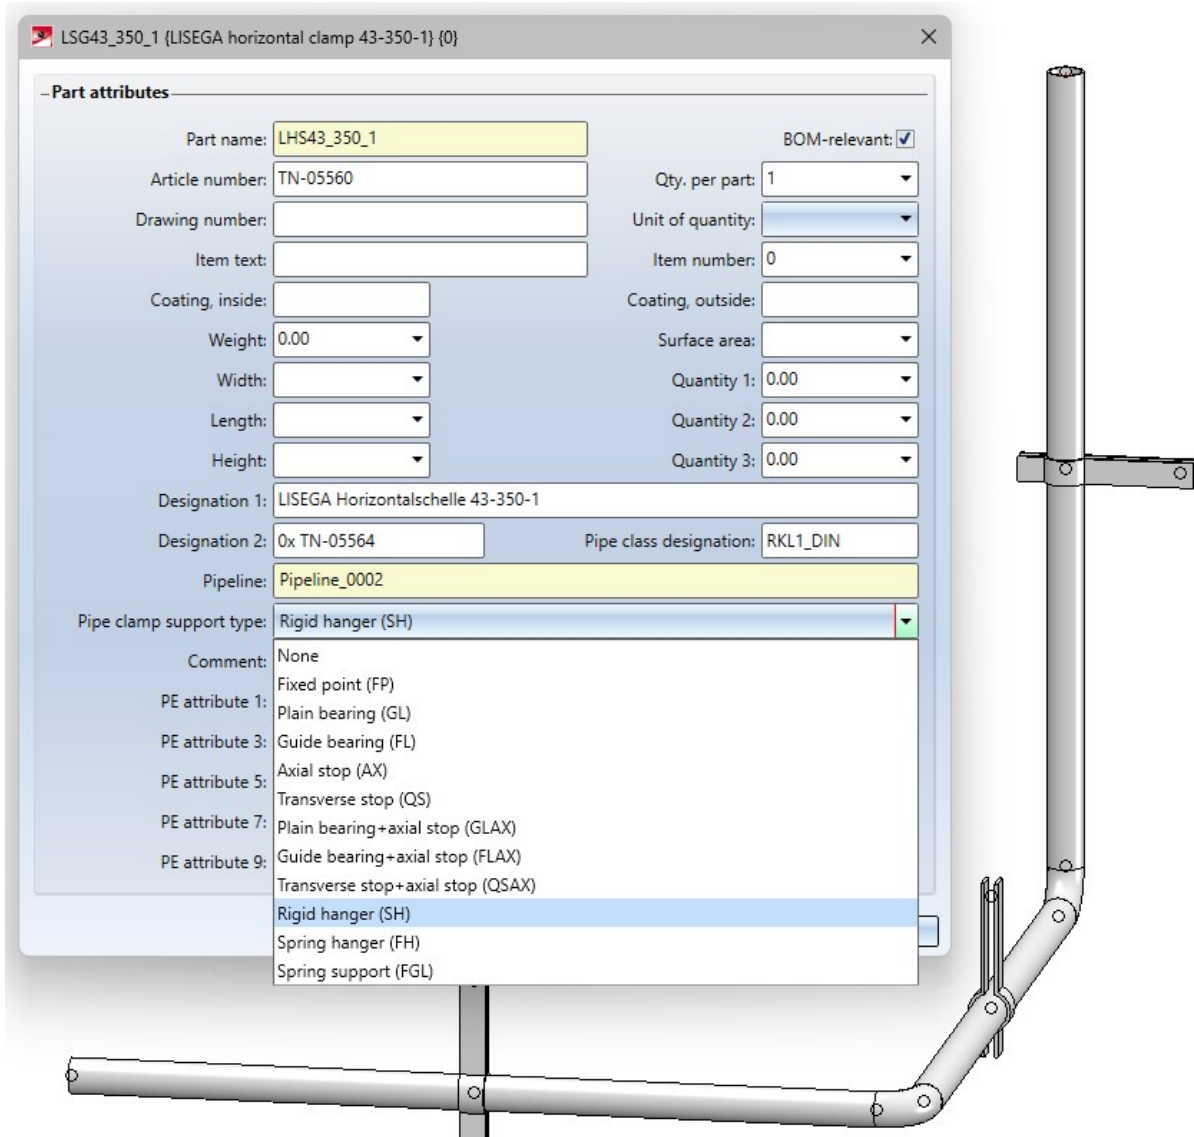 LSG43_350_1 {LISEGA horizontal clamp 43-350-1} {0}
Part attributes
Part name: LHS43_350_1 BOM-relevant:
Article number: TN-05560 Qty. per part: 1
Drawing number: Unit of quantity:
Item text: Item number: 0
Coating, inside: Coating, outside:
Weight: 0.00 Surface area:
Width: Quantity 1: 0.00
Length: Quantity 2: 0.00
Height: Quantity 3: 0.00
Designation 1: LISEGA Horizontalschelle 43-350-1
Designation 2: 0x TN-05564 Pipe class designation: RKL1_DIN
Pipeline: Pipeline_0002
Pipe clamp support type: Rigid hanger (SH)
Comment: None
Fixed point (FP)
PE attribute 1: Plain bearing (GL)
PE attribute 3: Guide bearing (FL)
Axial stop (AX)
PE attribute 5: Transverse stop (QS)
PE attribute 7: Plain bearing+axial stop (GLAX)
PE attribute 9: Guide bearing+axial stop (FLAX)
Transverse stop+axial stop (QSAX)
Rigid hanger (SH)
Spring hanger (FH)
Spring support (FGL)